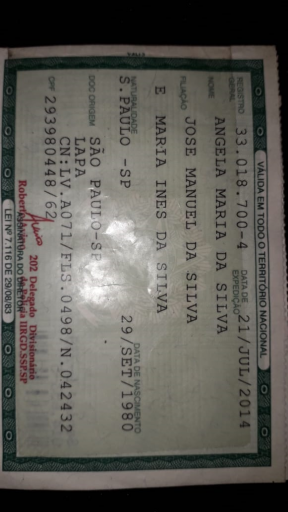 VÁLIDA EM TODO O TERRITÓRIO NACIONAL
REGISTRO GERAL 33.018.700-4 DATA DE EXPEDIÇÃO 21/JUL/2014
NOME
ANGELA MARIA DA SILVA
FILIAÇÃO
JOSE MANUEL DA SILVA
E MARIA INES DA SILVA
NATURALIDADE DATA DE NASCIMENTO
S.PAULO -SP 29/SET/1980
DOC ORIGEM
SÃO PAULO-SP
LAPA
CN:LV.A071/FLS.0498/N.042432
CPF 293980448/62
202 Delegado Divisionário
IIRGD.SSP.SP
ASSINATURA DO DIRETOR
LEI Nº 7.116 DE 29/08/83